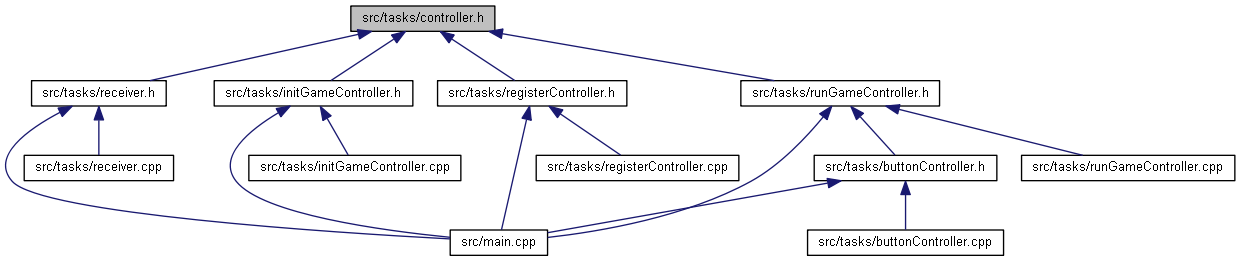 src/tasks/controller.h
src/tasks/receiver.h
src/tasks/initGameController.h
src/tasks/registerController.h
src/tasks/runGameController.h
src/tasks/receiver.cpp
src/tasks/initGameController.cpp
src/tasks/registerController.cpp
src/tasks/buttonController.h
src/tasks/runGameController.cpp
src/main.cpp
src/tasks/buttonController.cpp